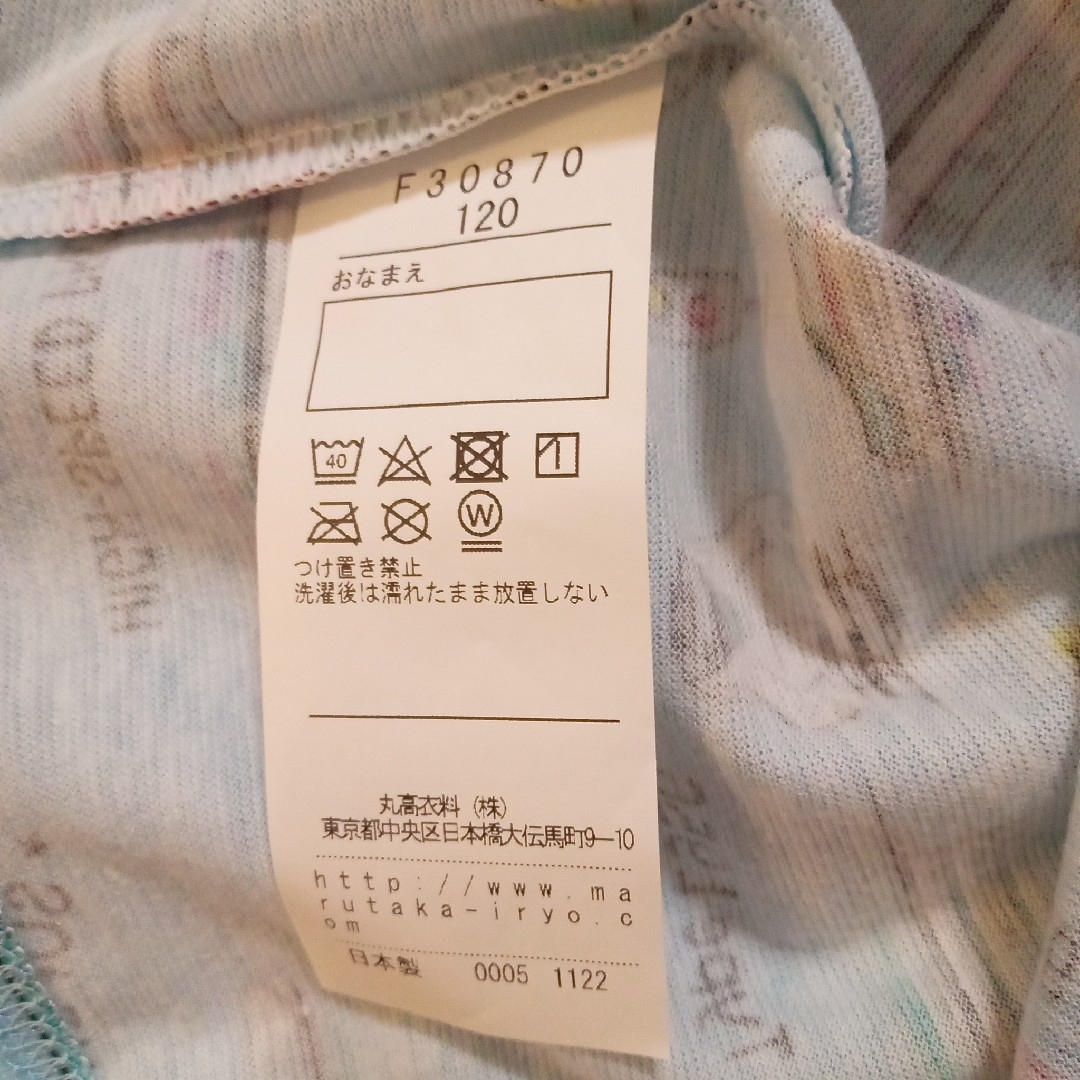 F30870
120
おなまえ
40
W
つけ置き禁止
洗濯後は濡れたまま放置しない
丸高衣料（株）
東京都中央区日本橋大伝馬町9-10
http://www.ma
rutaka-iryo.c
om
日本製 0005 1122